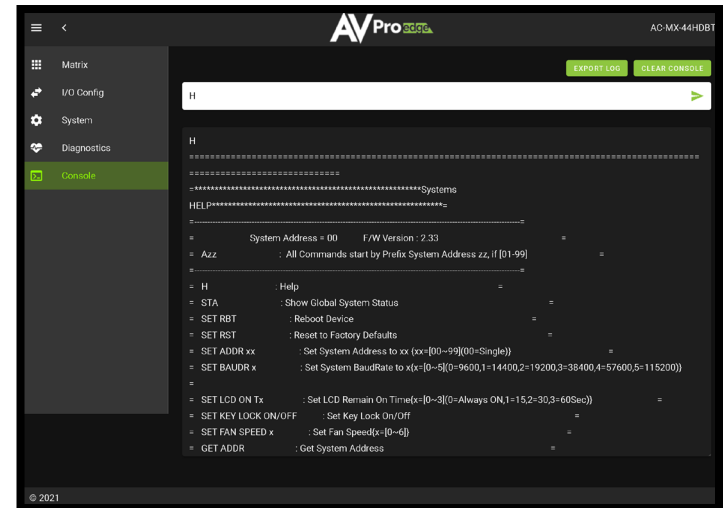 AVPro edge
AC-MX-44HDBT
Matrix
I/O Config
System
Diagnostics
Console
EXPORT LOG
CLEAR CONSOLE
H
H
=================================================================================================
=============================
=********************************************************Systems
HELP*********************************************************=
=------------------------------------------------------------------------------------------------------------=
= System Address = 00 F/W Version : 2.33 =
= Azz : All Commands start by Prefix System Address zz, if [01-99] =
=------------------------------------------------------------------------------------------------------------=
= H : Help =
= STA : Show Global System Status =
= SET RBT : Reboot Device =
= SET RST : Reset to Factory Defaults =
= SET ADDR xx : Set System Address to xx {xx=[00~99](00=Single)} =
= SET BAUDR x : Set System BaudRate to x{x=[0~5](0=9600,1=14400,2=19200,3=38400,4=57600,5=115200)}
=
= SET LCD ON Tx : Set LCD Remain On Time{x=[0~3](0=Always ON,1=15,2=30,3=60Sec)} =
= SET KEY LOCK ON/OFF : Set Key Lock On/Off =
= SET FAN SPEED x : Set Fan Speed{x=[0~6]} =
= GET ADDR : Get System Address =
© 2021